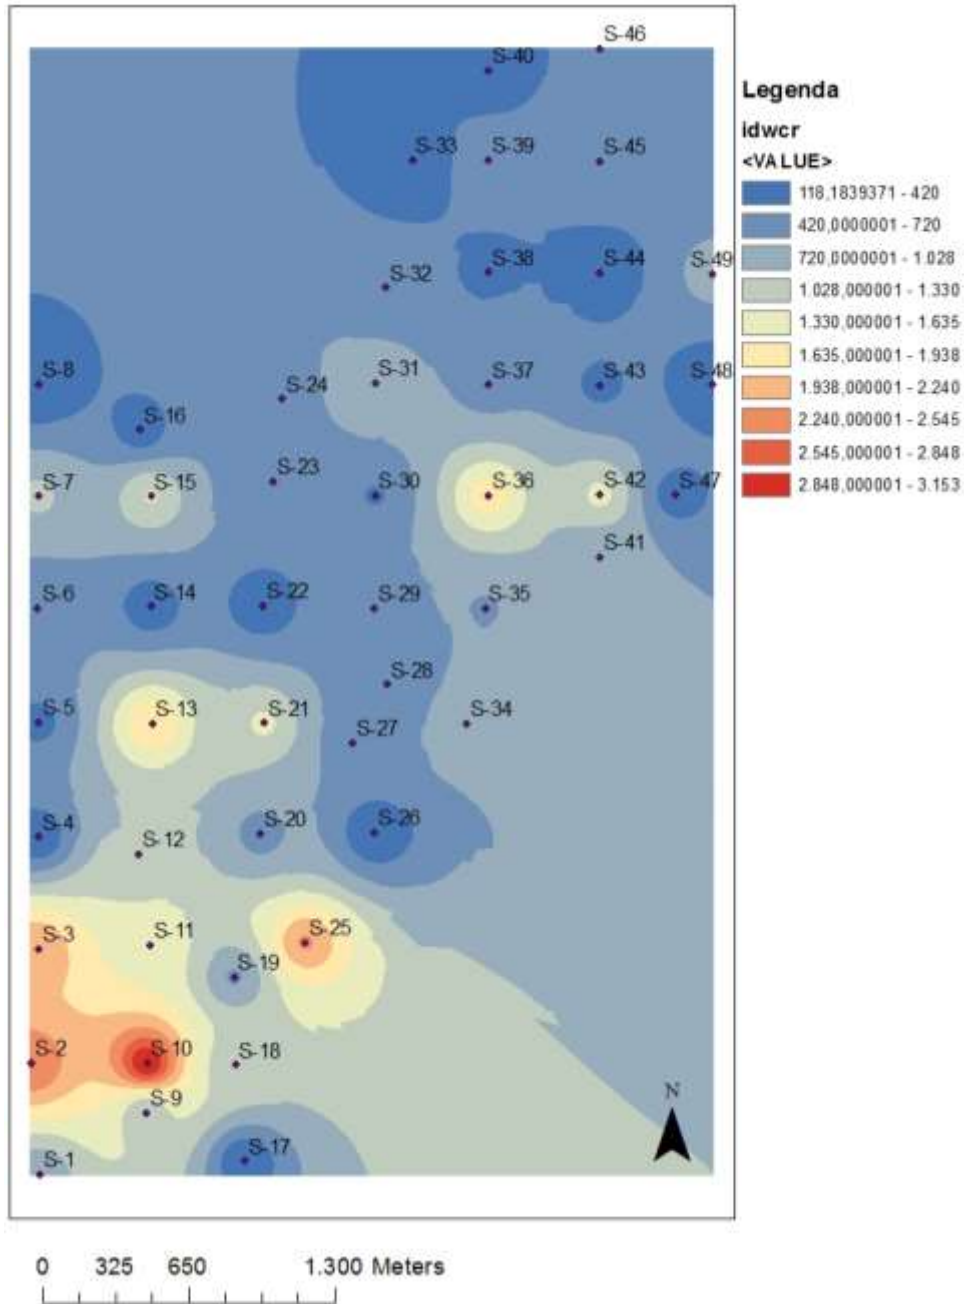 S-46
S-40
S-33
S-39
S-45
S-38
S-44
S-49
S-32
S-8
S-31
S-37
S-43
S-48
S-24
S-16
S-23
S-7
S-15
S-30
S-36
S-42
S-47
S-41
S-6
S-14
S-22
S-29
S-35
S-28
S-5
S-13
S-21
S-27
S-34
S-4
S-20
S-26
S-12
S-3
S-11
S-25
S-19
S-2
S-10
S-18
S-9
S-1
S-17
N
Legenda
idwcr
<VALUE>
118,1839371 - 420
420,0000001 - 720
720,0000001 - 1.028
1.028,000001 - 1.330
1.330,000001 - 1.635
1.635,000001 - 1.938
1.938,000001 - 2.240
2.240,000001 - 2.545
2.545,000001 - 2.848
2.848,000001 - 3.153
0 325 650 1.300 Meters